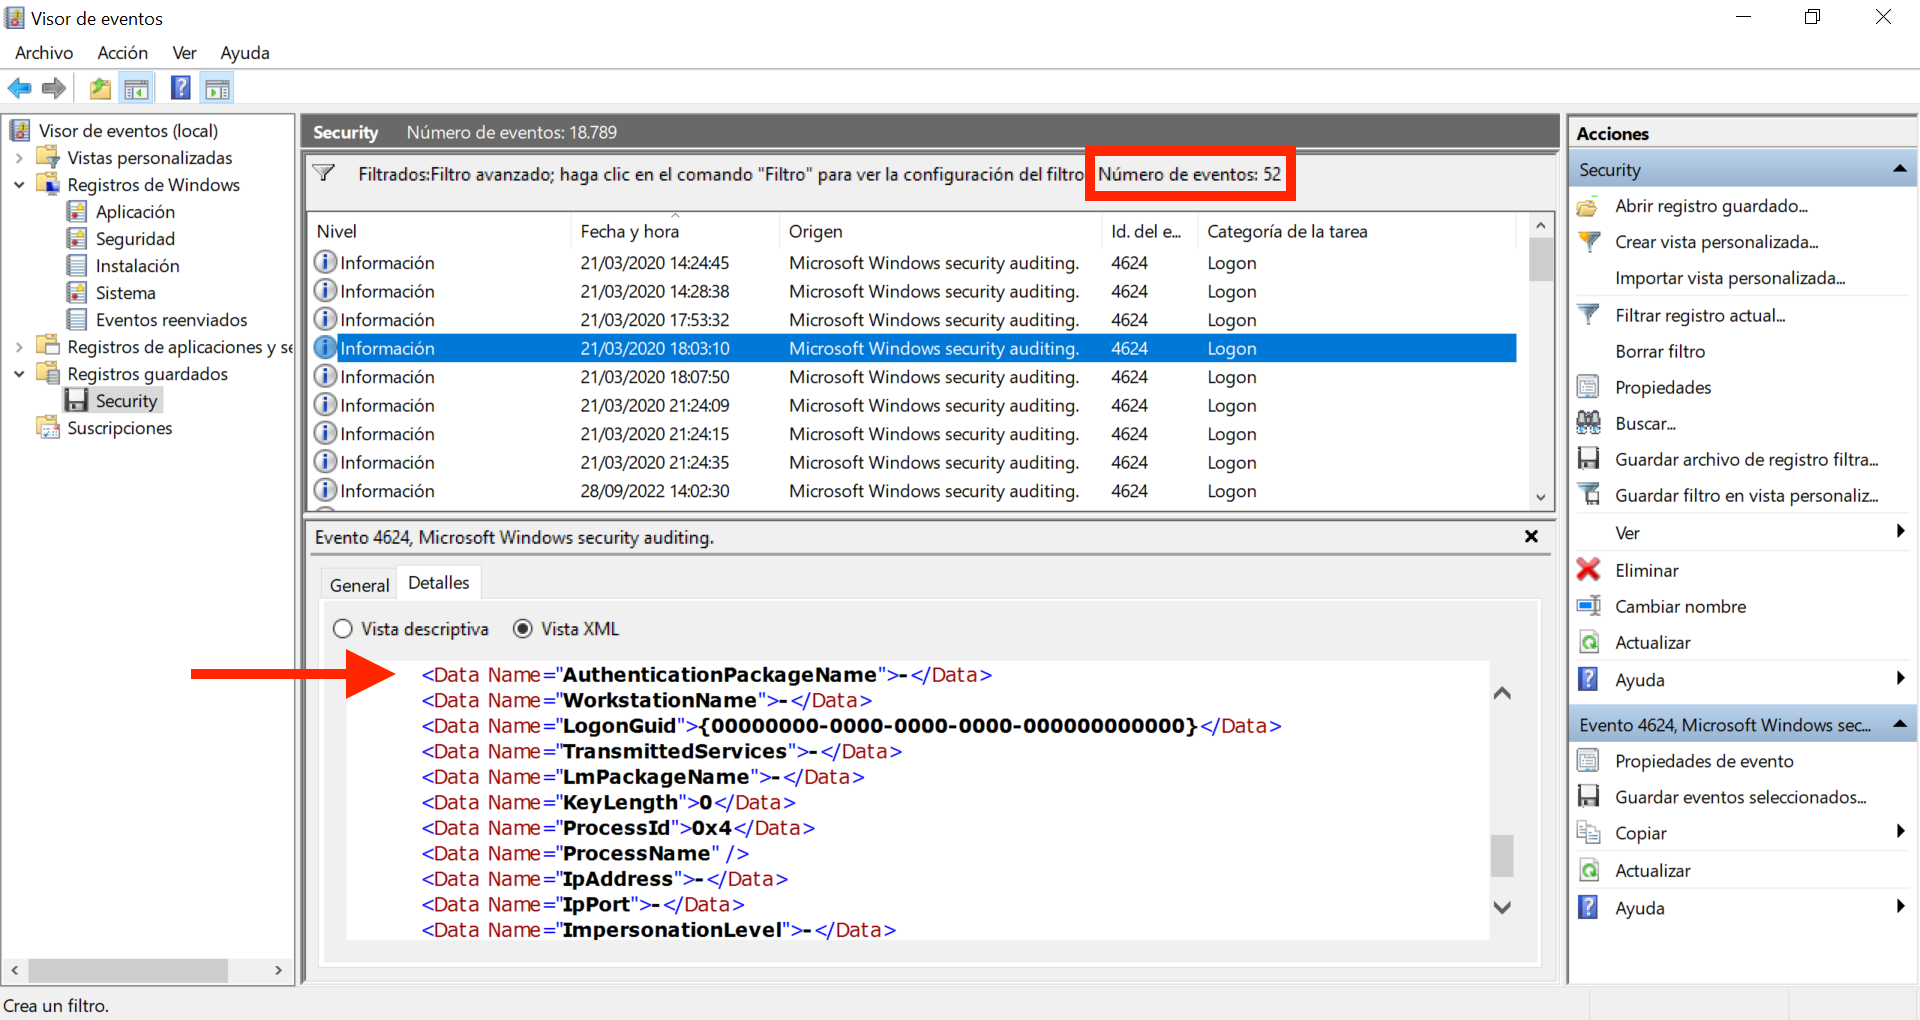 Visor de eventos
Archivo Acción Ver Ayuda
Visor de eventos (local)
Vistas personalizadas
Registros de Windows
Aplicación
Seguridad
Instalación
Sistema
Eventos reenviados
Registros de aplicaciones y se
Registros guardados
Security
Suscripciones
Security Número de eventos: 18.789
Filtrados:Filtro avanzado; haga clic en el comando "Filtro" para ver la configuración del filtro Número de eventos: 52
Nivel Fecha y hora Origen Id. del e... Categoría de la tarea
Información 21/03/2020 14:24:45 Microsoft Windows security auditing. 4624 Logon
Información 21/03/2020 14:28:38 Microsoft Windows security auditing. 4624 Logon
Información 21/03/2020 17:53:32 Microsoft Windows security auditing. 4624 Logon
Información 21/03/2020 18:03:10 Microsoft Windows security auditing. 4624 Logon
Información 21/03/2020 18:07:50 Microsoft Windows security auditing. 4624 Logon
Información 21/03/2020 21:24:09 Microsoft Windows security auditing. 4624 Logon
Información 21/03/2020 21:24:15 Microsoft Windows security auditing. 4624 Logon
Información 21/03/2020 21:24:35 Microsoft Windows security auditing. 4624 Logon
Información 28/09/2022 14:02:30 Microsoft Windows security auditing. 4624 Logon
Evento 4624, Microsoft Windows security auditing.
General Detalles
Vista descriptiva Vista XML
<Data Name="AuthenticationPackageName">-</Data>
<Data Name="WorkstationName">-</Data>
<Data Name="LogonGuid">{00000000-0000-0000-0000-000000000000}</Data>
<Data Name="TransmittedServices">-</Data>
<Data Name="LmPackageName">-</Data>
<Data Name="KeyLength">0</Data>
<Data Name="ProcessId">0x4</Data>
<Data Name="ProcessName" />
<Data Name="IpAddress">-</Data>
<Data Name="IpPort">-</Data>
<Data Name="ImpersonationLevel">-</Data>
Acciones
Security
Abrir registro guardado...
Crear vista personalizada...
Importar vista personalizada...
Filtrar registro actual...
Borrar filtro
Propiedades
Buscar...
Guardar archivo de registro filtra...
Guardar filtro en vista personaliz...
Ver
Eliminar
Cambiar nombre
Actualizar
Ayuda
Evento 4624, Microsoft Windows sec...
Propiedades de evento
Guardar eventos seleccionados...
Copiar
Actualizar
Ayuda
Crea un filtro.